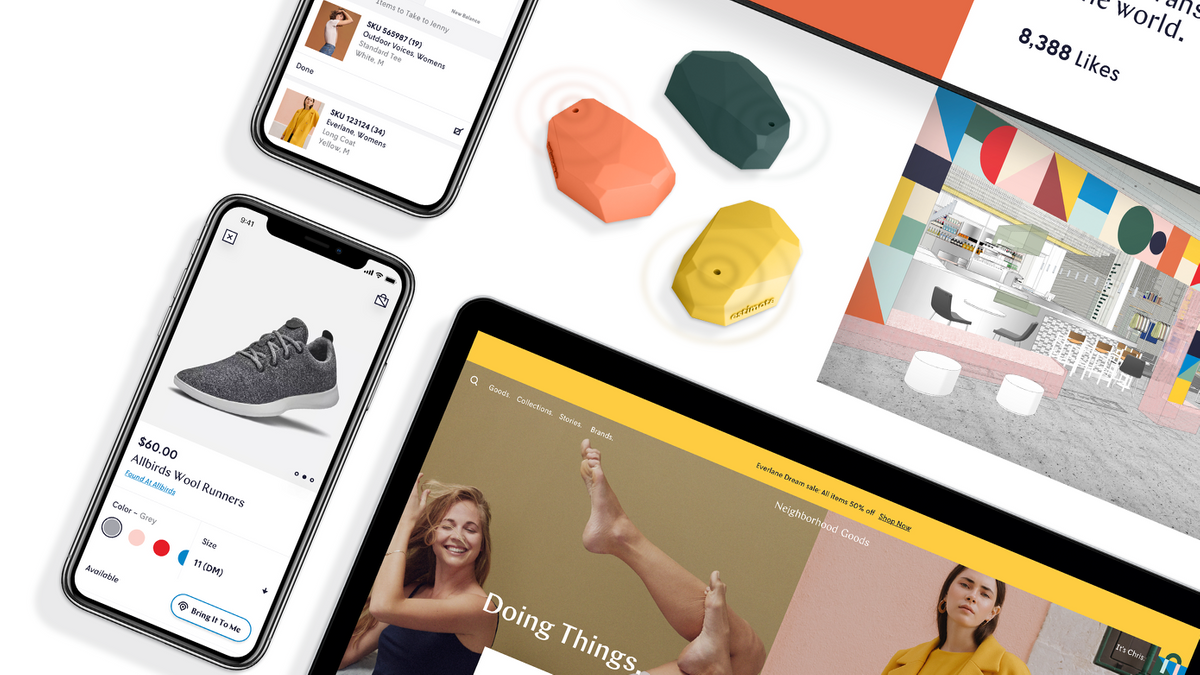 Items to Take to Jenny
New Balance
SKU 565987 (19)
Outdoor Voices, Womens
Standard Tee
White, M
Done
SKU 123124 (34)
Everlane, Womens
Long Coat
Yellow, M
9:41
$60.00
Allbirds Wool Runners
Found At Allbirds
Color – Grey
Size
11 (DM)
Available
Bring It To Me
estimote
he world.
8,388 Likes
Everlane Dream sale: All items 50% off Shop Now
Goods. Collections. Stories. Brands.
Neighborhood Goods
Doing Things.
It's Chris